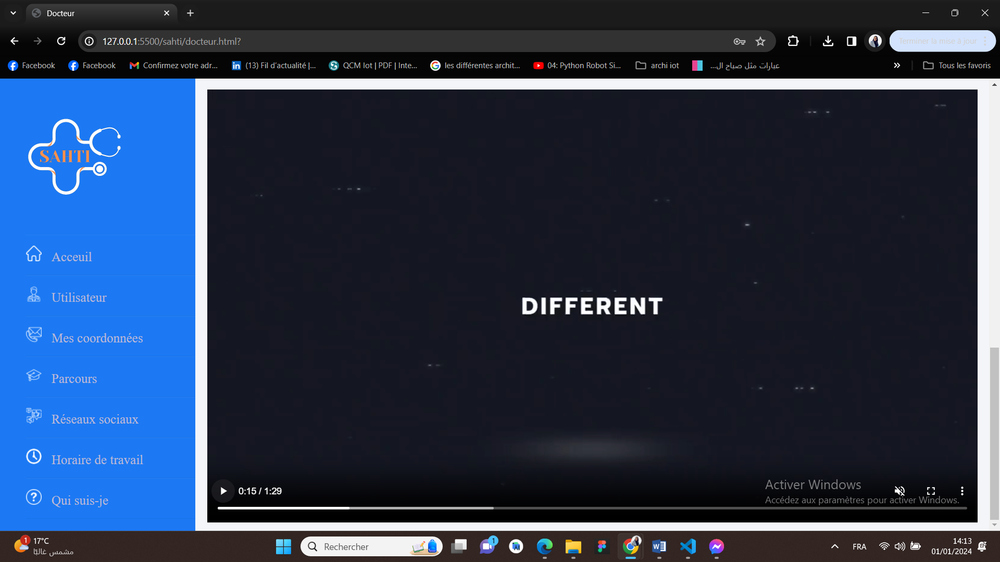 Docteur
127.0.0.1:5500/sahti/docteur.html?
Terminer la mise à jour
Facebook
Facebook
Confirmez votre adr...
(13) Fil d'actualité |...
QCM Iot | PDF | Inte...
les différentes archit...
04: Python Robot Si...
archi iot
عبارات مثل صباح ال...
Tous les favoris
SAHTI
Acceuil
Utilisateur
Mes coordonnées
Parcours
Réseaux sociaux
Horaire de travail
Qui suis-je
DIFFERENT
0:15 / 1:29
Activer Windows
Accédez aux paramètres pour activer Windows.
1
17°C
مشمس غالبًا
Rechercher
1
FRA
14:13
01/01/2024